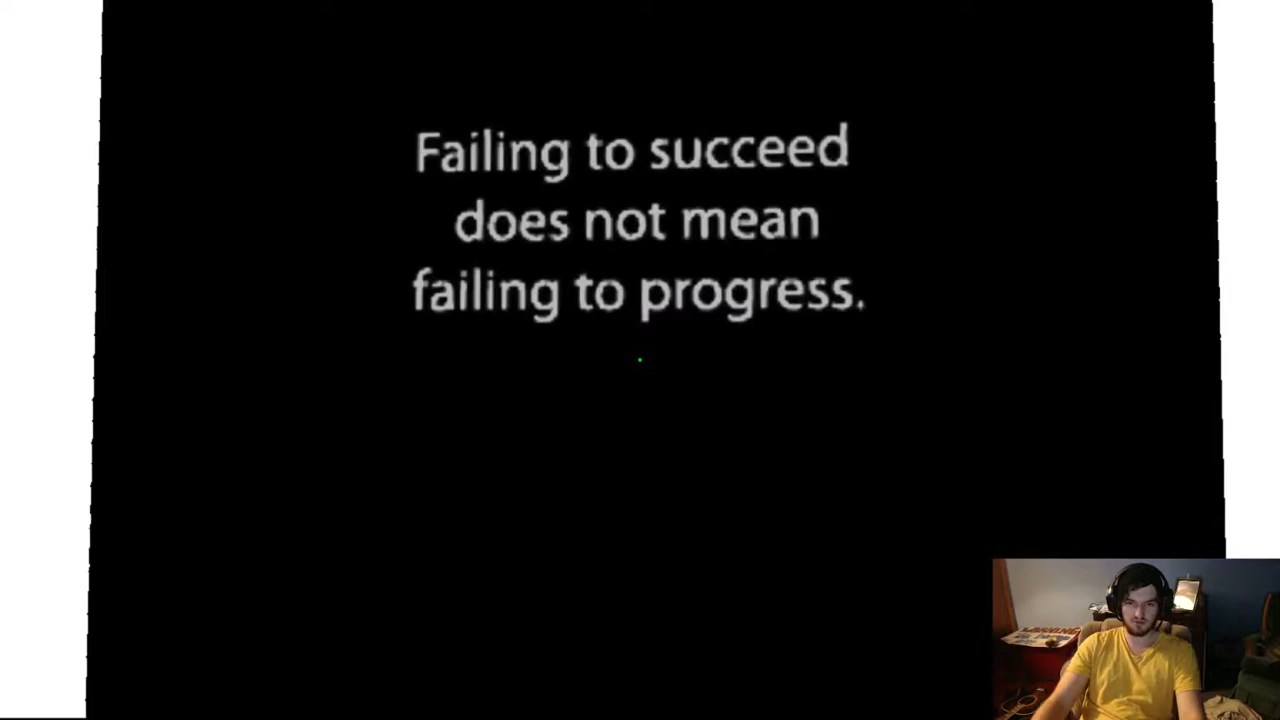 Failing to succeed
does not mean
failing to progress.